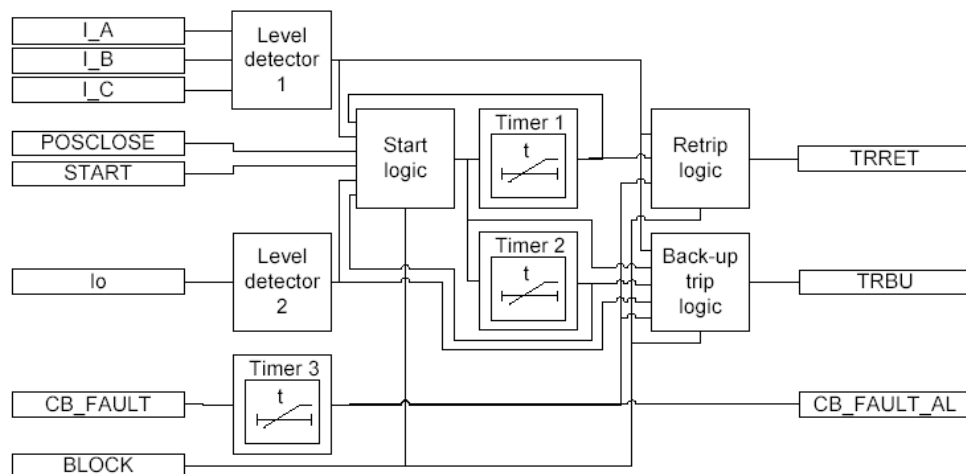 I_A
I_B
I_C
Level
detector
1
POSCLOSE
START
Start
logic
Timer 1
t
Retrip
logic
TRRET
Io
Level
detector
2
Timer 2
t
Back-up
trip
logic
TRBU
Timer 3
t
CB_FAULT
CB_FAULT_AL
BLOCK